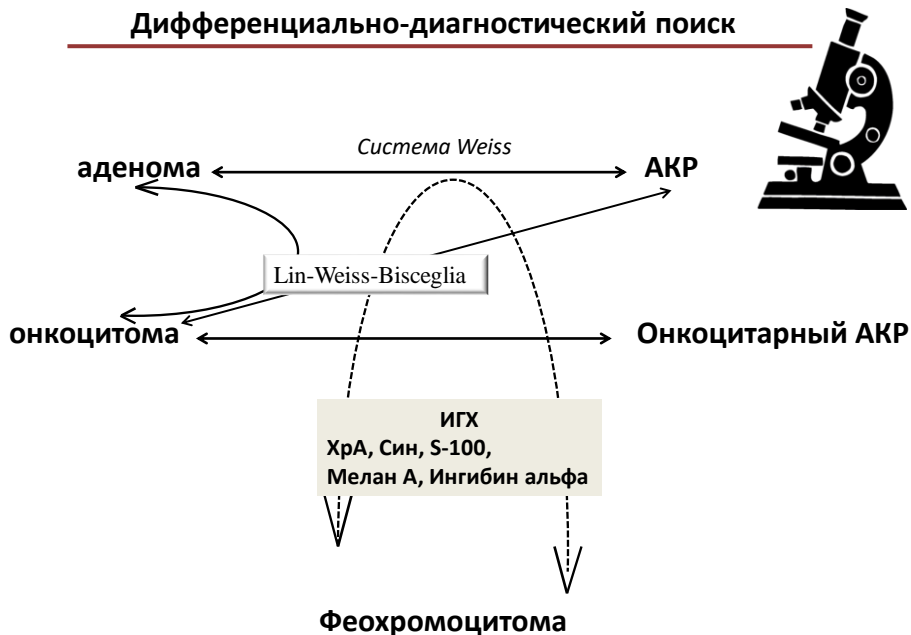 Дифференциально-диагностический поиск
Система Weiss
аденома
АКР
Lin-Weiss-Bisceglia
онкоцитома
Онкоцитарный АКР
ИГХ
ХрА, Син, S-100,
Мелан А, Ингибин альфа
Феохромоцитома